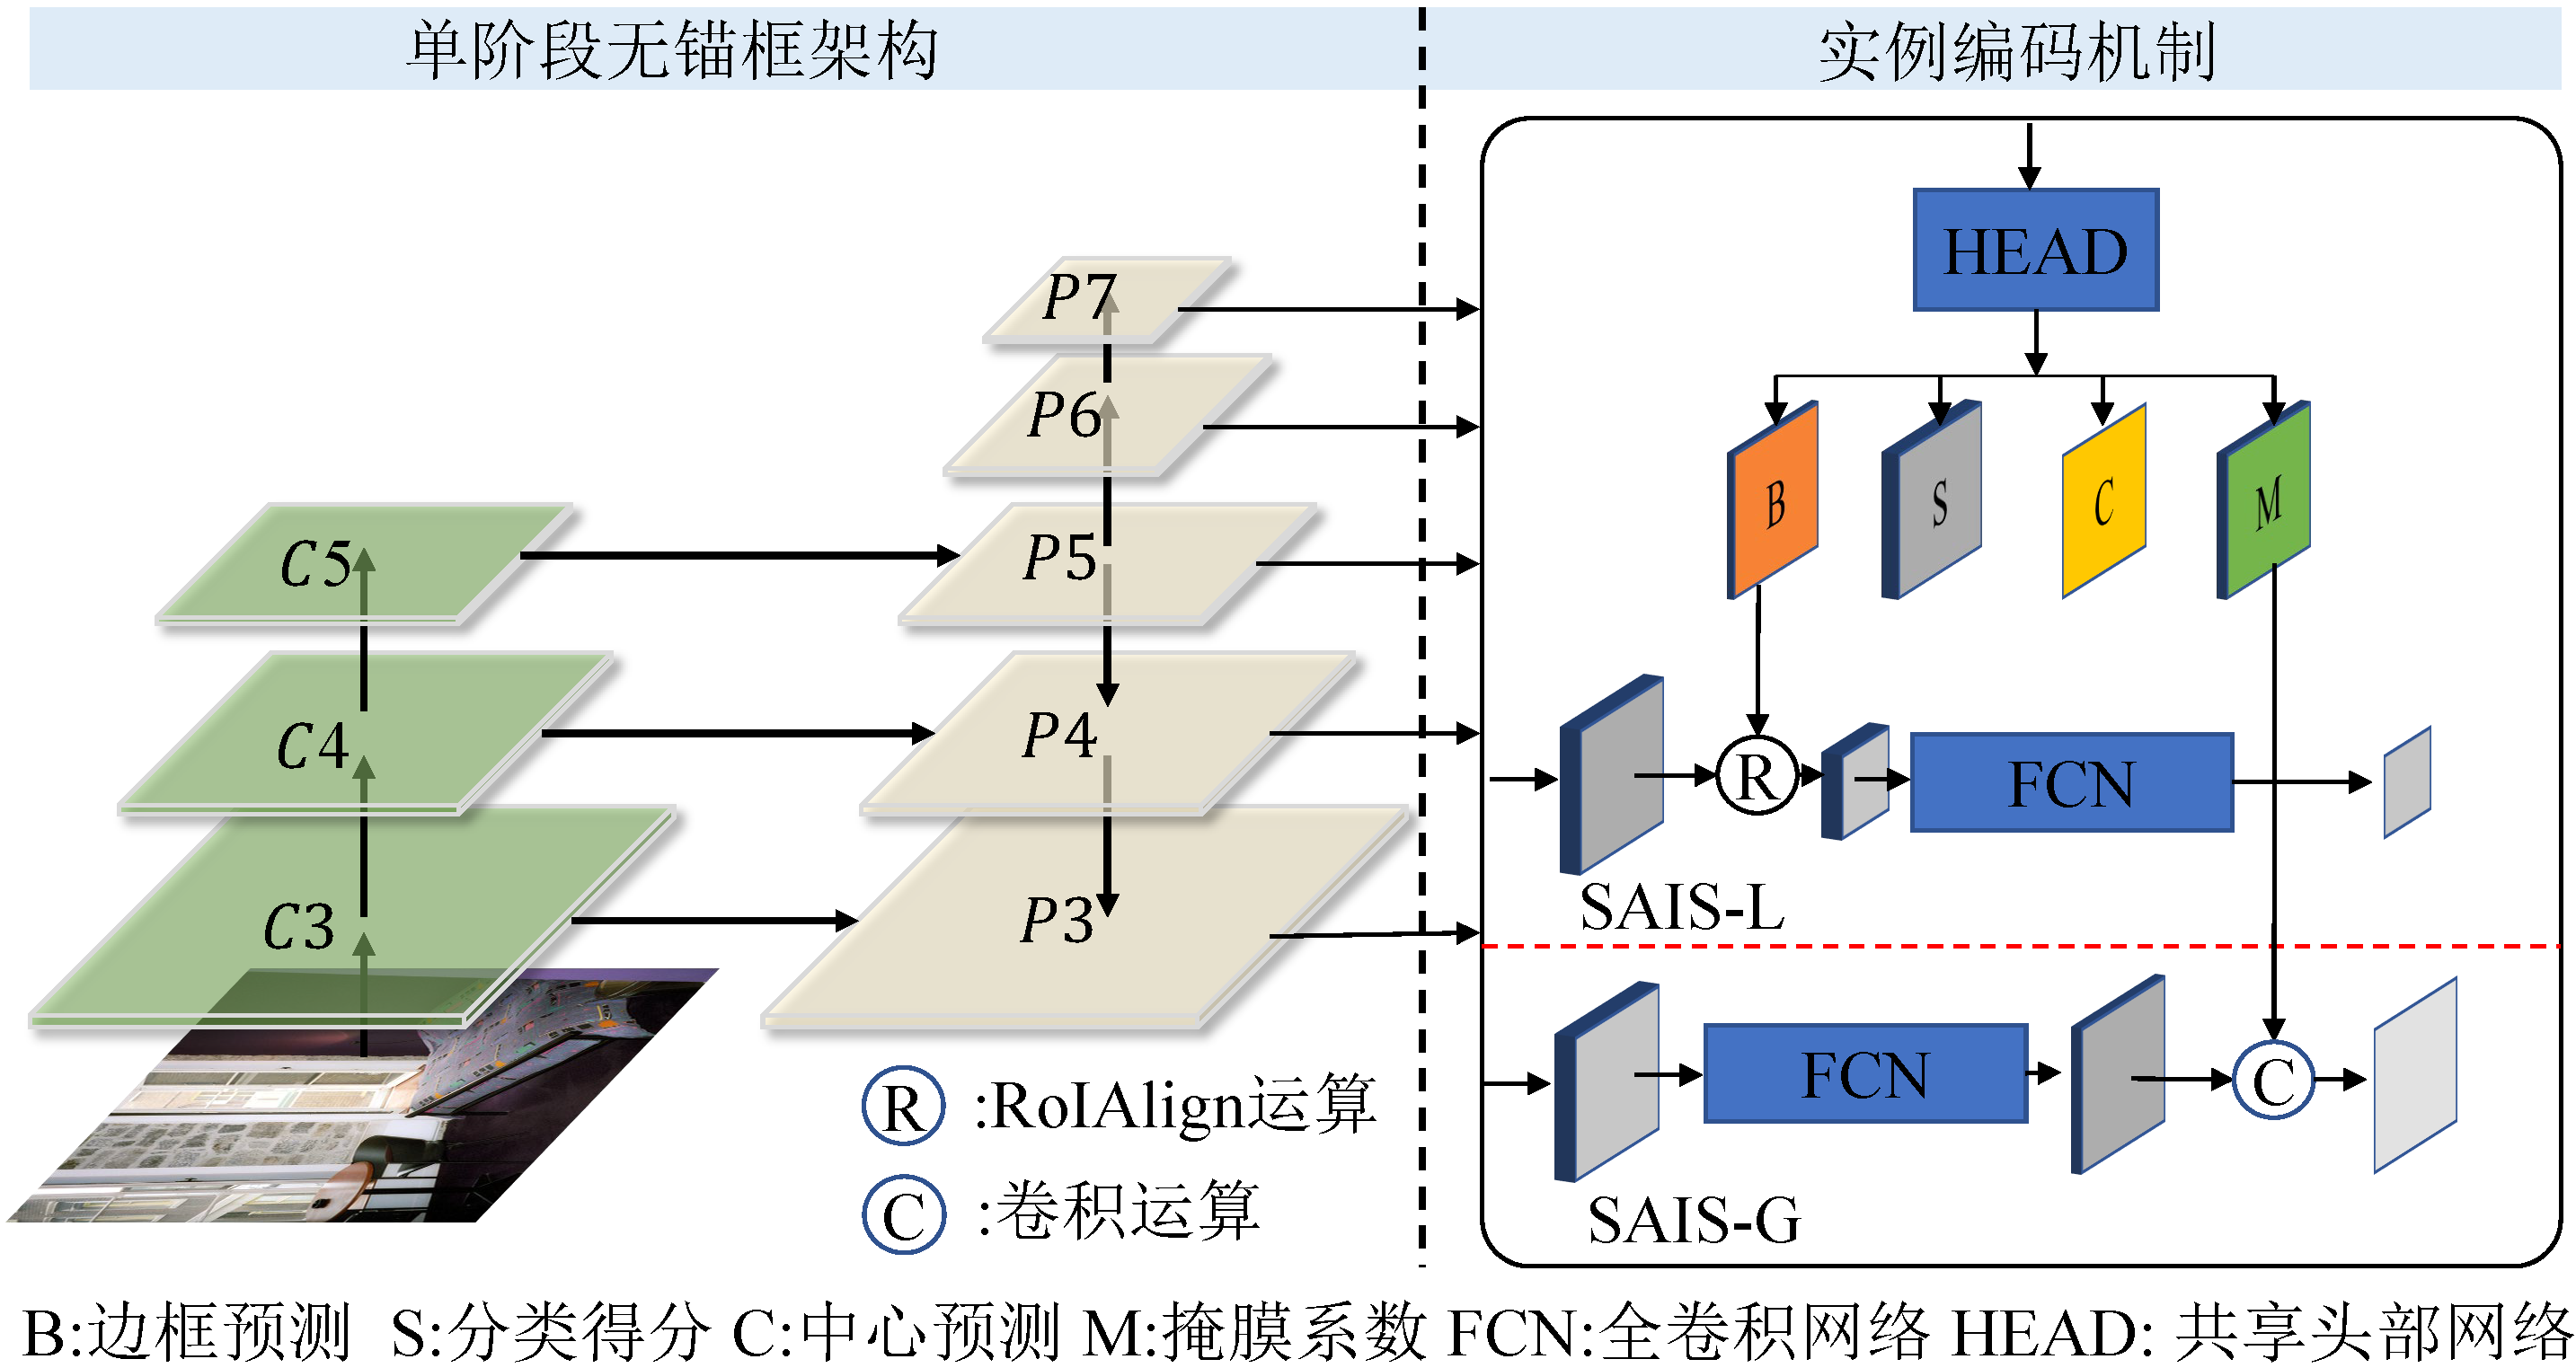 单阶段无锚框架构
实例编码机制
HEAD
P7
P6
B
S
C
M
C5
P5
C4
P4
R
FCN
C3
P3
SAIS-L
FCN
C
R :RoIAlign运算
C :卷积运算
SAIS-G
B:边框预测 S:分类得分 C:中心预测 M:掩膜系数 FCN:全卷积网络 HEAD: 共享头部网络